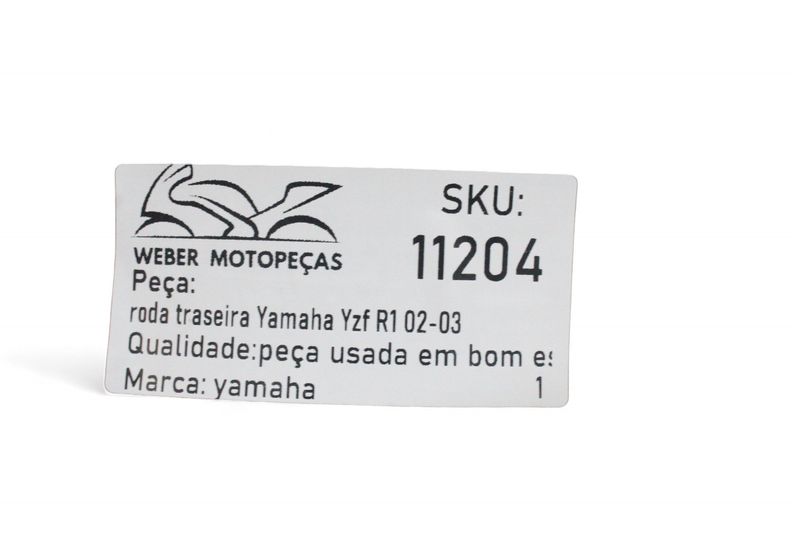 SKU:
11204
WEBER MOTOPEÇAS
Peça:
roda traseira Yamaha Yzf R1 02-03
Qualidade:peça usada em bom
Marca: yamaha 1